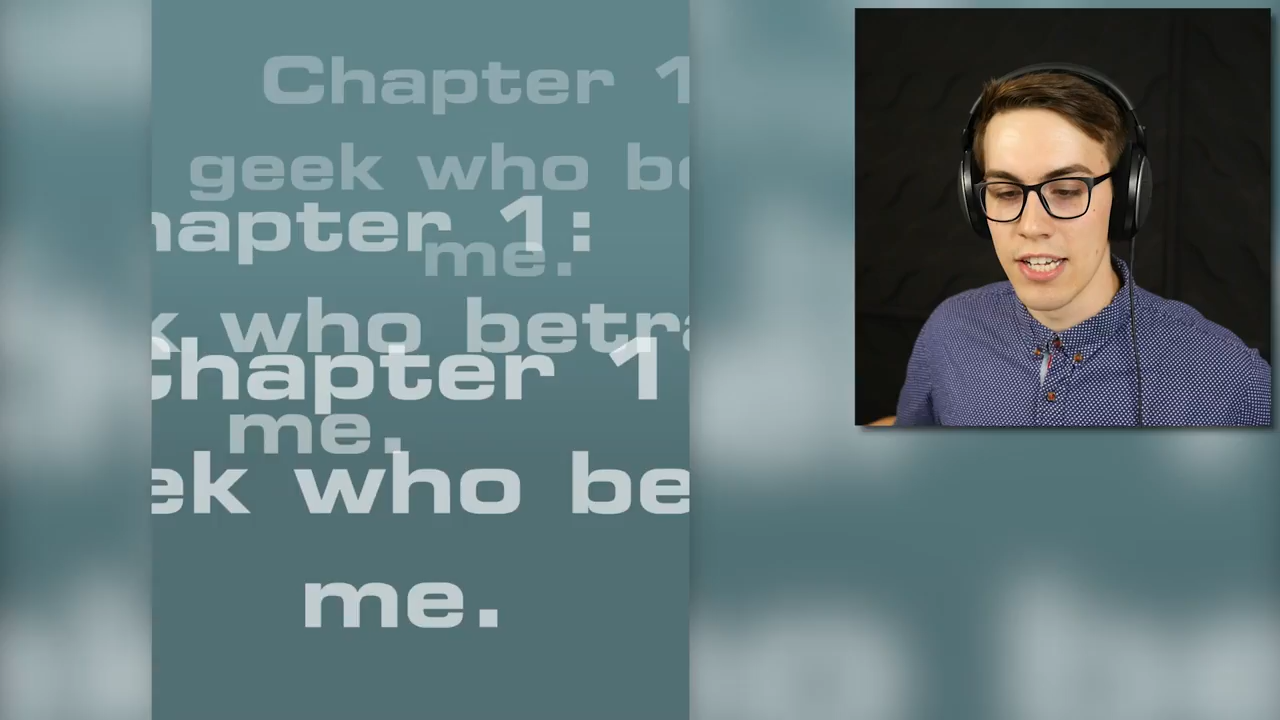 Chapter 1
geek who be
hapter 1:
me.
k who betra
Chapter 1
me.
ek who be
me.